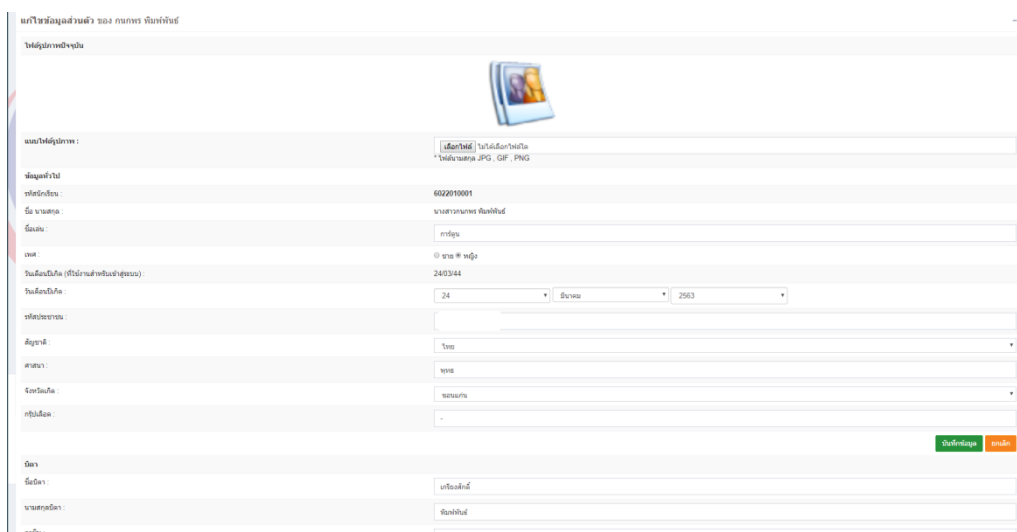 แก้ไขข้อมูลส่วนตัว ของ กนกพร พิมพ์พันธ์
ไฟล์รูปภาพปัจจุบัน
แนบไฟล์รูปภาพ :
เลือกไฟล์ ไม่ได้เลือกไฟล์ใด
* ไฟล์นามสกุล JPG , GIF , PNG
ข้อมูลทั่วไป
รหัสนักเรียน : 6022010001
ชื่อ นามสกุล : นางสาวกนกพร พิมพ์พันธ์
ชื่อเล่น : การ์ตูน
เพศ : ชาย หญิง
วันเดือนปีเกิด (ที่ใช้งานสำหรับเข้าสู่ระบบ) : 24/03/44
วันเดือนปีเกิด : 24 มีนาคม 2563
รหัสประชาชน :
สัญชาติ : ไทย
ศาสนา : พุทธ
จังหวัดเกิด : ขอนแก่น
กรุ๊ปเลือด : -
บันทึกข้อมูล ยกเลิก
บิดา
ชื่อบิดา : เกรียงศักดิ์
นามสกุลบิดา : พิมพ์พันธ์